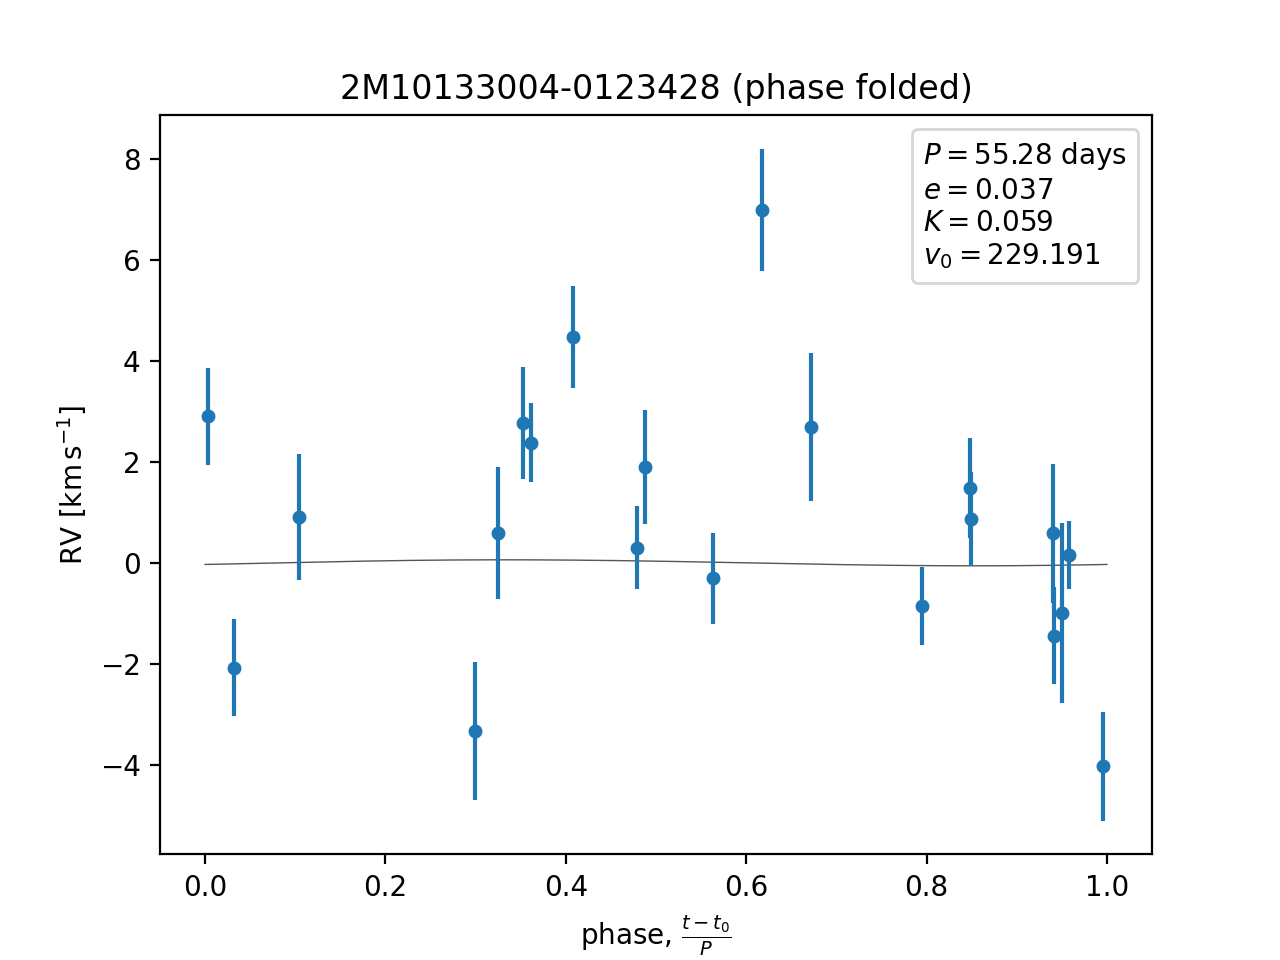 2M10133004-0123428 (phase folded)
P = 55.28 days
e = 0.037
K = 0.059
v₀ = 229.191
RV [km s⁻¹]
8
6
4
2
0
−2
−4
0.0 0.2 0.4 0.6 0.8 1.0
phase, (t − t₀)/P